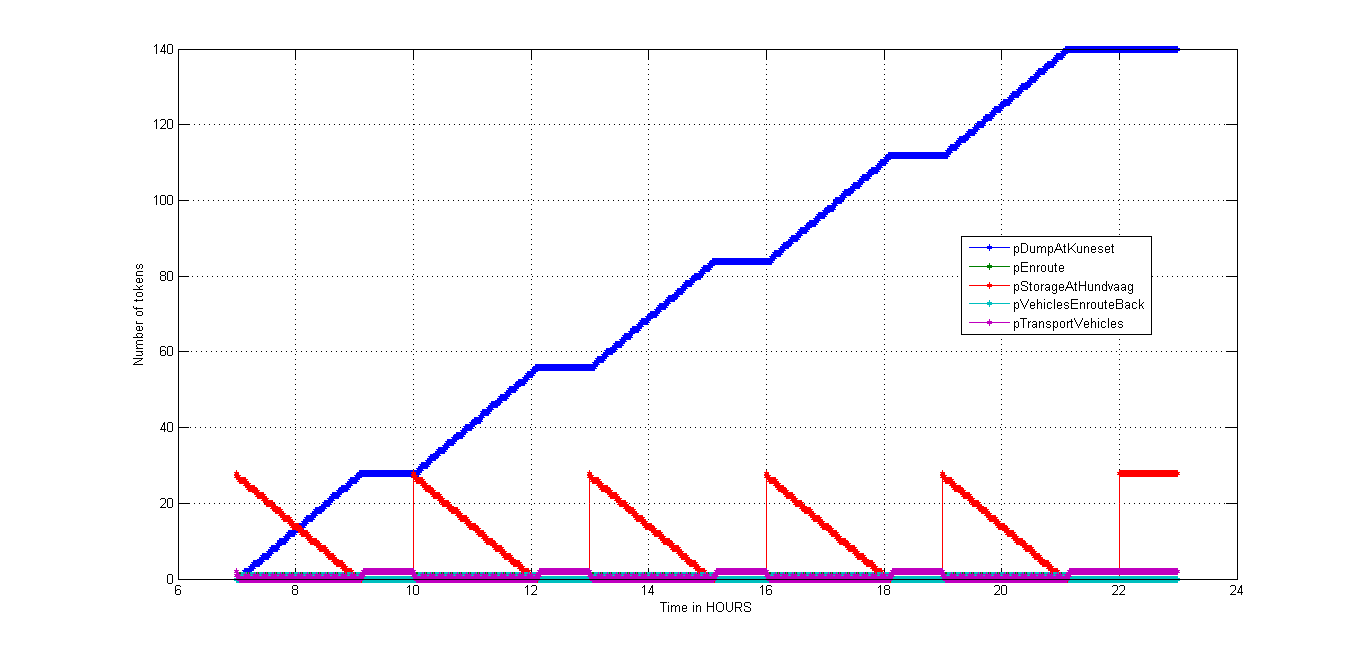 140
120
100
80
60
40
20
0
Number of tokens
pDumpAtKuneset
pEnroute
pStorageAtHundvaag
pVehiclesEnrouteBack
pTransportVehicles
6 8 10 12 14 16 18 20 22 24
Time in HOURS